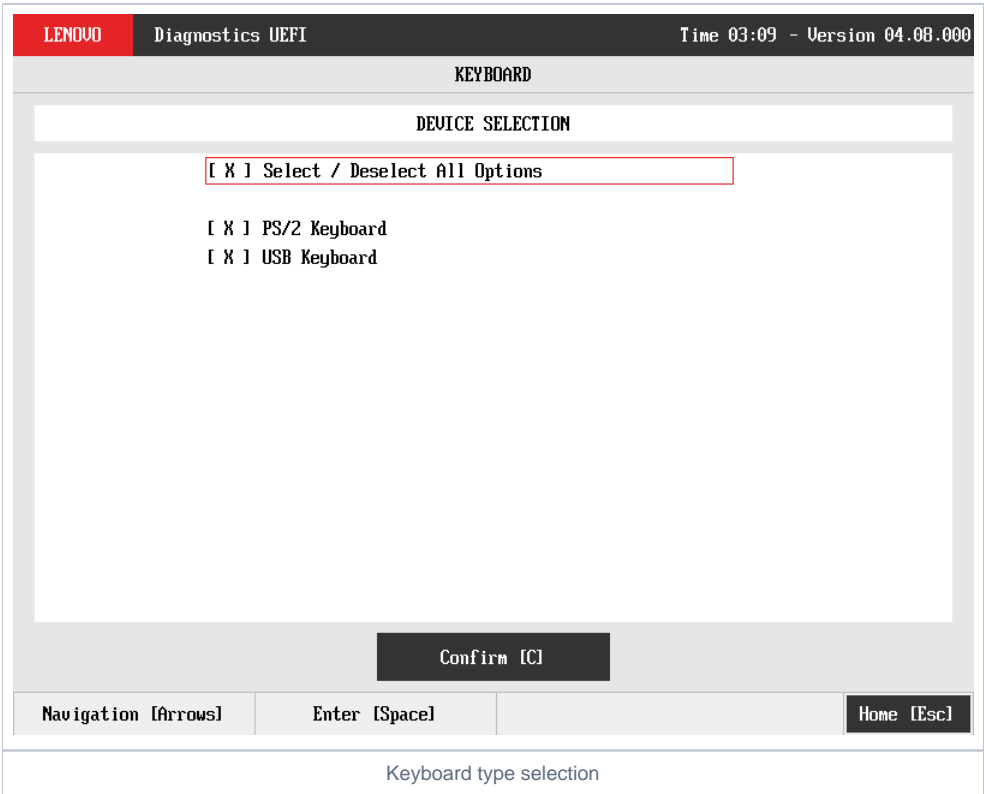 LENOVO Diagnostics UEFI Time 03:09 - Version 04.08.000
KEYBOARD
DEVICE SELECTION
[ X ] Select / Deselect All Options
[ X ] PS/2 Keyboard
[ X ] USB Keyboard
Confirm [C]
Navigation [Arrows] Enter [Space] Home [Esc]
Keyboard type selection